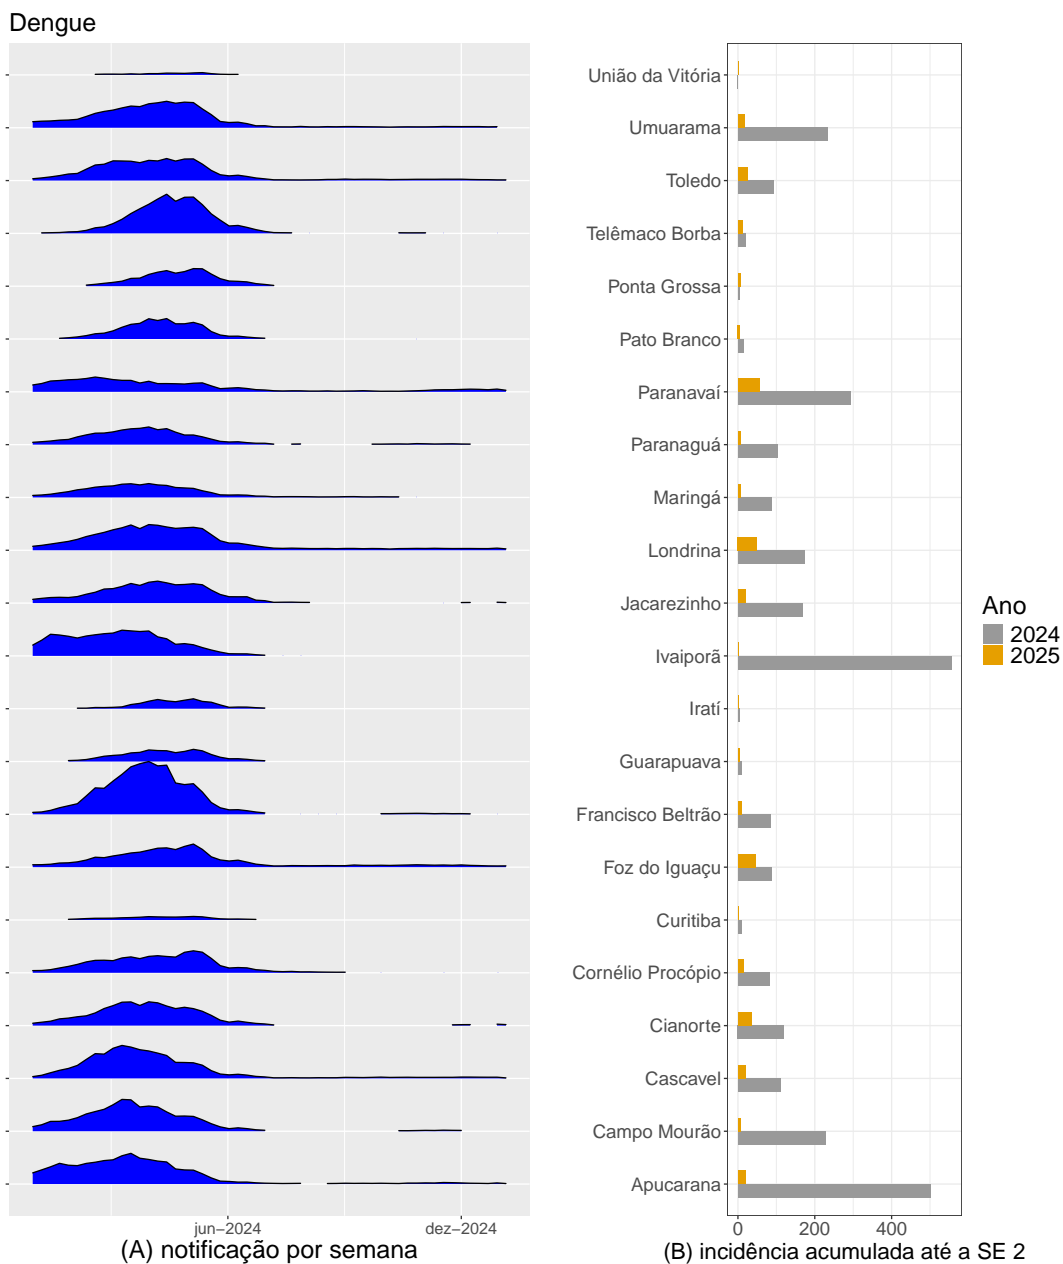 Dengue
União da Vitória
Umuarama
Toledo
Telêmaco Borba
Ponta Grossa
Pato Branco
Paranavaí
Paranaguá
Maringá
Londrina
Jacarezinho
Ivaiporã
Iratí
Guarapuava
Francisco Beltrão
Foz do Iguaçu
Curitiba
Cornélio Procópio
Cianorte
Cascavel
Campo Mourão
Apucarana
Ano
2024
2025
jun−2024 dez−2024
(A) notificação por semana
0 200 400
(B) incidência acumulada até a SE 2